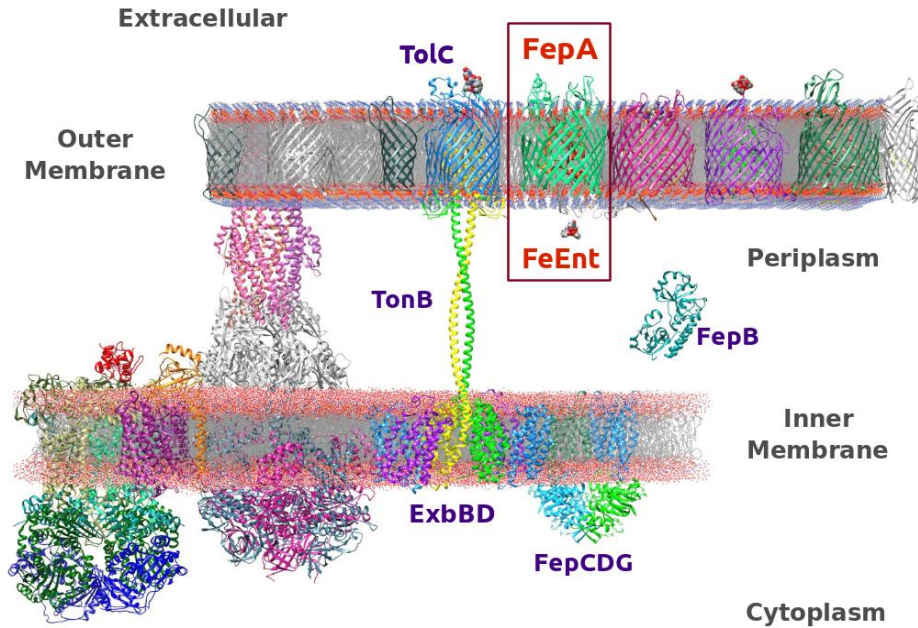 Extracellular
TolC
FepA
Outer
Membrane
FeEnt
Periplasm
TonB
FepB
Inner
Membrane
ExbBD
FepCDG
Cytoplasm